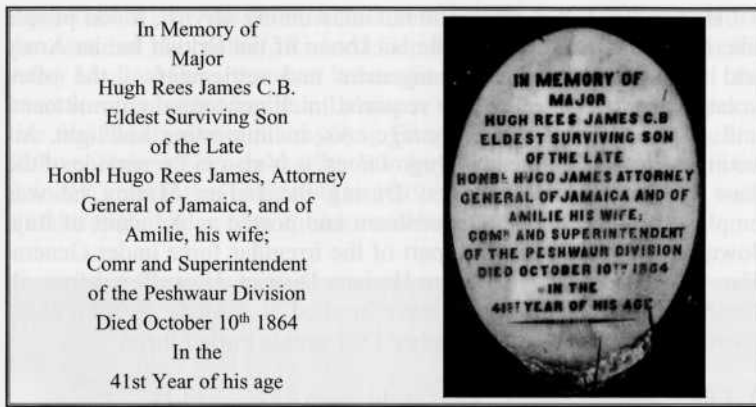 In Memory of
Major
Hugh Rees James C.B.
Eldest Surviving Son
of the Late
Honbl Hugo Rees James, Attorney
General of Jamaica, and of
Amilie, his wife;
Comr and Superintendent
of the Peshwaur Division
Died October 10th 1864
In the
41st Year of his age
IN MEMORY OF
MAJOR
HUGH REES JAMES C.B
ELDEST SURVIVING SON
OF THE LATE
HONBL HUGO JAMES ATTORNEY
GENERAL OF JAMAICA AND OF
AMILIE HIS WIFE;
COMR AND SUPERINTENDENT
OF THE PESHWAUR DIVISION
DIED OCTOBER 10TH 1864
IN THE
41ST YEAR OF HIS AGE